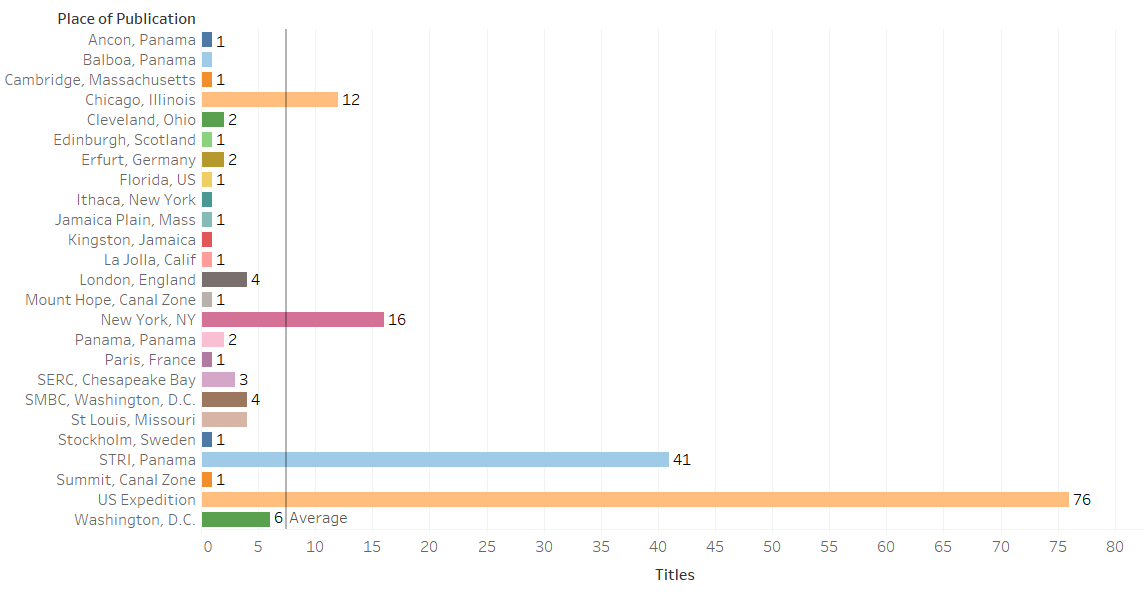 Place of Publication
Ancon, Panama 1
Balboa, Panama
Cambridge, Massachusetts 1
Chicago, Illinois 12
Cleveland, Ohio 2
Edinburgh, Scotland 1
Erfurt, Germany 2
Florida, US 1
Ithaca, New York
Jamaica Plain, Mass 1
Kingston, Jamaica
La Jolla, Calif 1
London, England 4
Mount Hope, Canal Zone 1
New York, NY 16
Panama, Panama 2
Paris, France 1
SERC, Chesapeake Bay 3
SMBC, Washington, D.C. 4
St Louis, Missouri
Stockholm, Sweden 1
STRI, Panama 41
Summit, Canal Zone 1
US Expedition 76
Washington, D.C. 6 Average
0 5 10 15 20 25 30 35 40 45 50 55 60 65 70 75 80
Titles